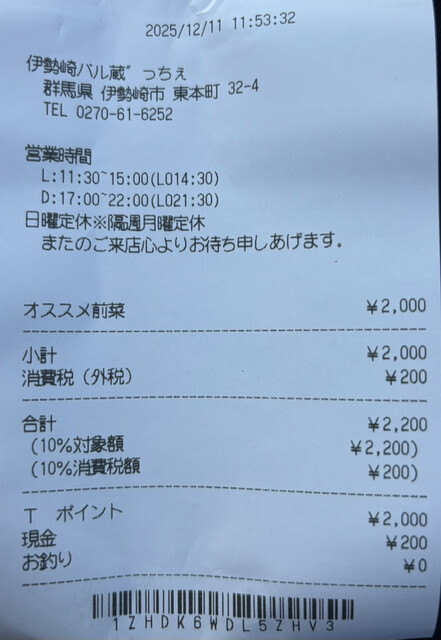 2025/12/11 11:53:32
伊勢崎バル蔵゛っちぇ
群馬県 伊勢崎市 東本町 32-4
TEL 0270-61-6252
営業時間
L:11:30~15:00(LO14:30)
D:17:00~22:00(LO21:30)
日曜定休※隔週月曜定休
またのご来店心よりお待ち申しあげます。
オススメ前菜 ¥2,000
小計 ¥2,000
消費税（外税） ¥200
合計 ¥2,200
(10%対象額 ¥2,200)
(10%消費税額 ¥200)
T ポイント ¥2,000
現金 ¥200
お釣り ¥0
1ZHDK6WDL5ZHV3